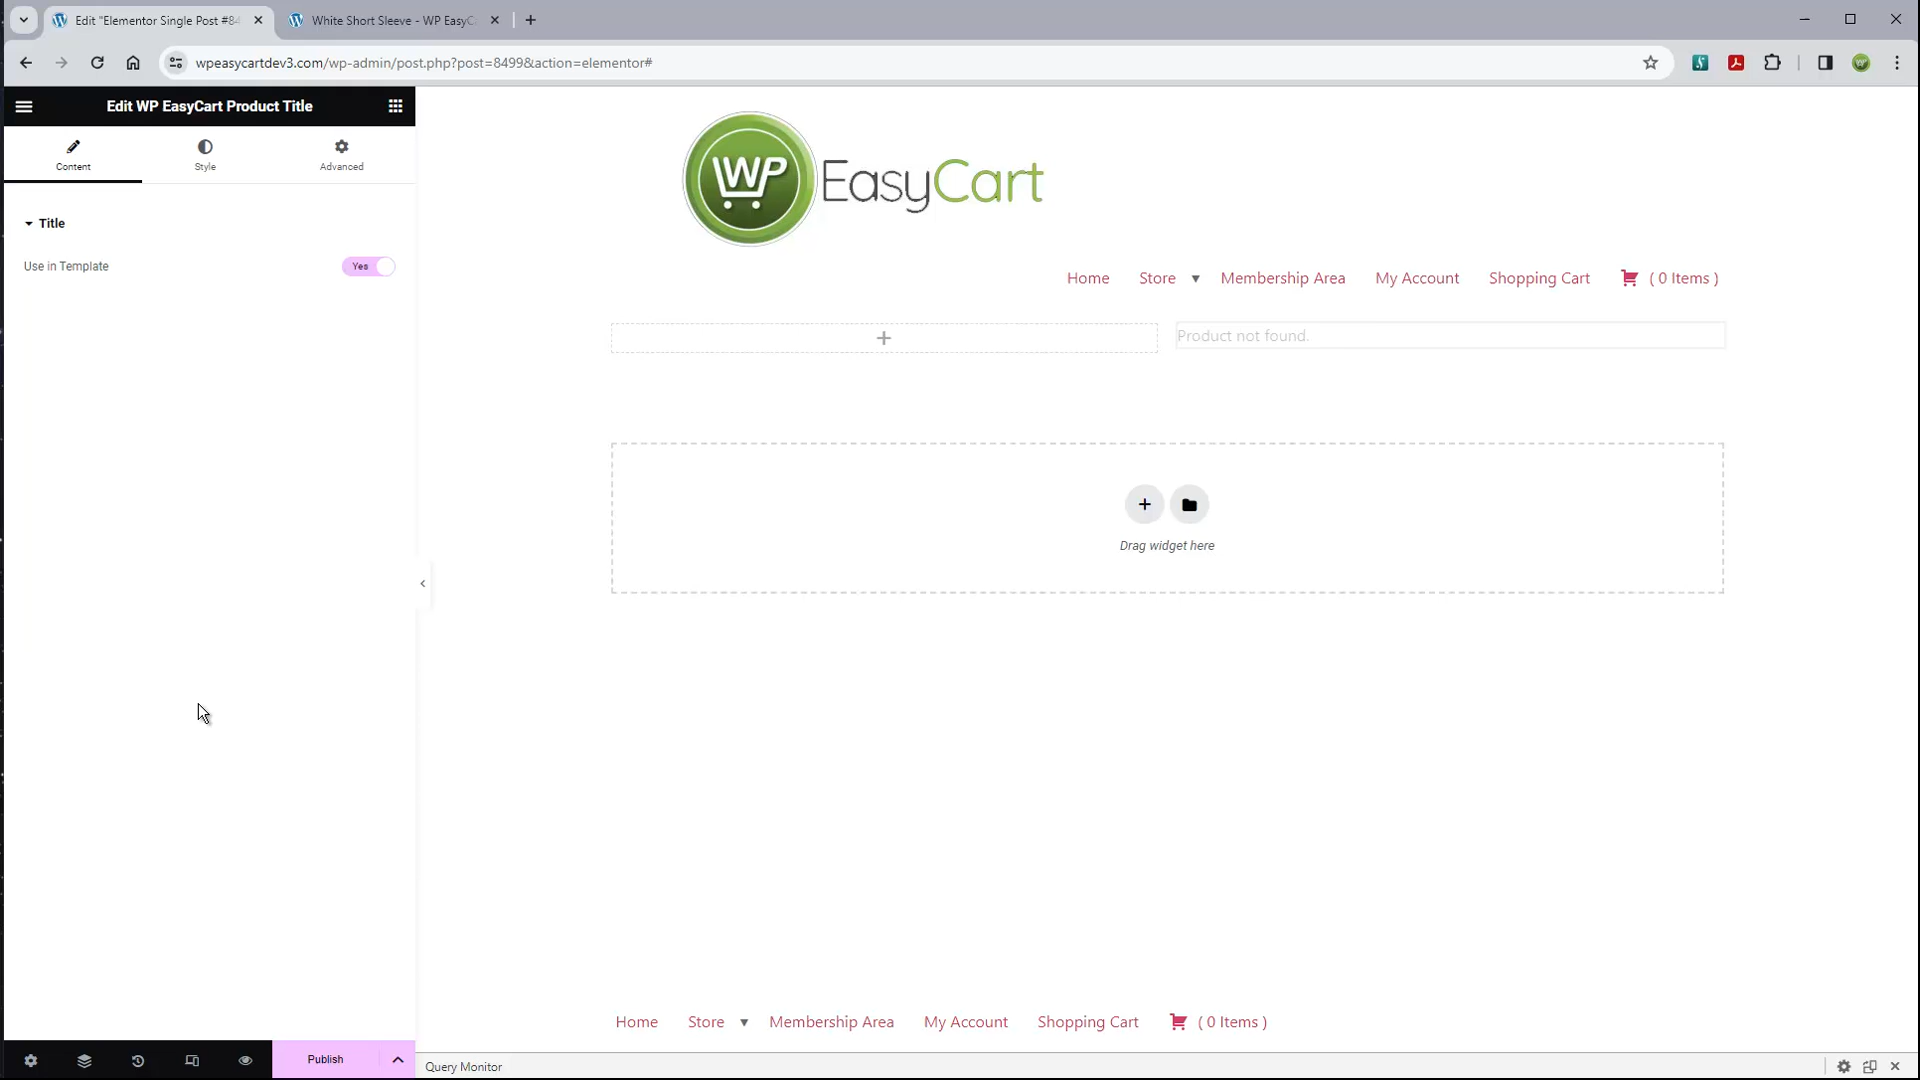 Edit "Elementor Single Post #84
White Short Sleeve - WP EasyC
wpeasycartdev3.com/wp-admin/post.php?post=8499&action=elementor#
Edit WP EasyCart Product Title
Content
Style
Advanced
Title
Use in Template
Yes
WP EasyCart
Home
Store
Membership Area
My Account
Shopping Cart
( 0 Items )
Product not found.
Drag widget here
Home
Store
Membership Area
My Account
Shopping Cart
( 0 Items )
Publish
Query Monitor